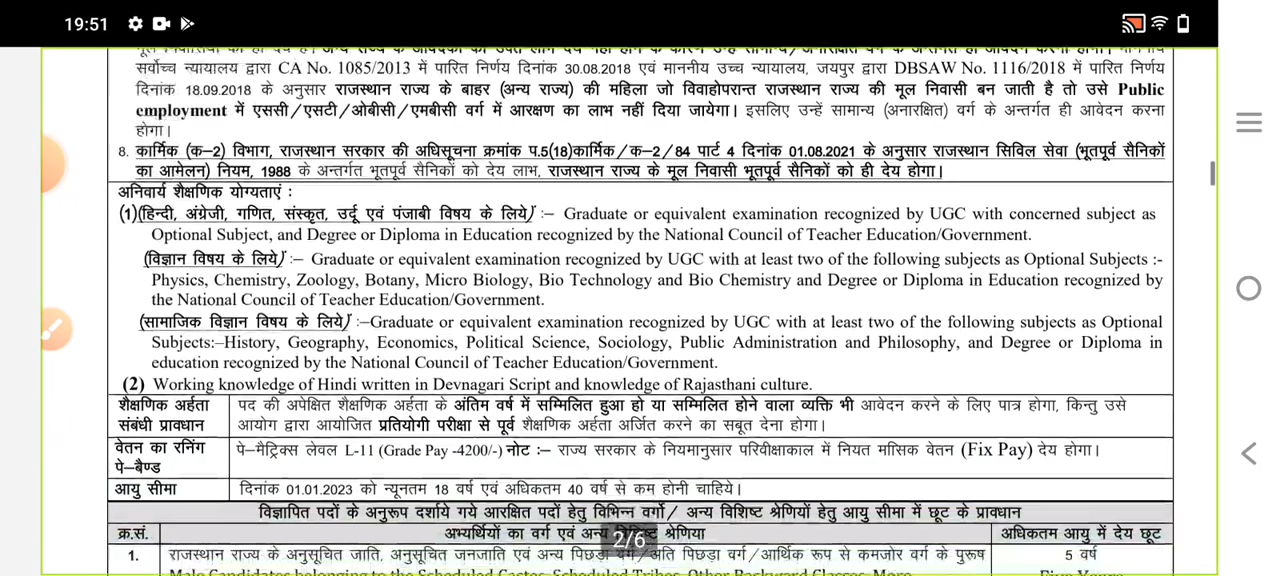 19:51
सर्वोच्च न्यायालय द्वारा CA No. 1085/2013 में पारित निर्णय दिनांक 30.08.2018 एवं माननीय उच्च न्यायालय, जयपुर द्वारा DBSAW No. 1116/2018 में पारित निर्णय
दिनांक 18.09.2018 के अनुसार राजस्थान राज्य के बाहर (अन्य राज्य) की महिला जो विवाहोपरान्त राजस्थान राज्य की मूल निवासी बन जाती है तो उसे Public
employment में एससी/एसटी/ओबीसी/एमबीसी वर्ग में आरक्षण का लाभ नहीं दिया जायेगा। इसलिए उन्हें सामान्य (अनारक्षित) वर्ग के अन्तर्गत ही आवेदन करना
होगा।
8. कार्मिक (क-2) विभाग, राजस्थान सरकार की अधिसूचना क्रमांक प.5(18)कार्मिक/क-2/84 पार्ट 4 दिनांक 01.08.2021 के अनुसार राजस्थान सिविल सेवा (भूतपूर्व सैनिकों
का आमेलन) नियम, 1988 के अन्तर्गत भूतपूर्व सैनिकों को देय लाभ, राजस्थान राज्य के मूल निवासी भूतपूर्व सैनिकों को ही देय होगा।
अनिवार्य शैक्षणिक योग्यताएं :
(1)(हिन्दी, अंग्रेजी, गणित, संस्कृत, उर्दू एवं पंजाबी विषय के लिये) :– Graduate or equivalent examination recognized by UGC with concerned subject as
Optional Subject, and Degree or Diploma in Education recognized by the National Council of Teacher Education/Government.
(विज्ञान विषय के लिये) :– Graduate or equivalent examination recognized by UGC with at least two of the following subjects as Optional Subjects :-
Physics, Chemistry, Zoology, Botany, Micro Biology, Bio Technology and Bio Chemistry and Degree or Diploma in Education recognized by
the National Council of Teacher Education/Government.
(सामाजिक विज्ञान विषय के लिये) :–Graduate or equivalent examination recognized by UGC with at least two of the following subjects as Optional
Subjects:–History, Geography, Economics, Political Science, Sociology, Public Administration and Philosophy, and Degree or Diploma in
education recognized by the National Council of Teacher Education/Government.
(2) Working knowledge of Hindi written in Devnagari Script and knowledge of Rajasthani culture.
शैक्षणिक अर्हता पद की अपेक्षित शैक्षणिक अर्हता के अंतिम वर्ष में सम्मिलित हुआ हो या सम्मिलित होने वाला व्यक्ति भी आवेदन करने के लिए पात्र होगा, किन्तु उसे
संबंधी प्रावधान आयोग द्वारा आयोजित प्रतियोगी परीक्षा से पूर्व शैक्षणिक अर्हता अर्जित करने का सबूत देना होगा।
वेतन का रनिंग पे–मैट्रिक्स लेवल L-11 (Grade Pay -4200/-) नोट :– राज्य सरकार के नियमानुसार परिवीक्षाकाल में नियत मासिक वेतन (Fix Pay) देय होगा।
पे–बैण्ड
आयु सीमा दिनांक 01.01.2023 को न्यूनतम 18 वर्ष एवं अधिकतम 40 वर्ष से कम होनी चाहिये।
विज्ञापित पदों के अनुरूप दर्शाये गये आरक्षित पदों हेतु विभिन्न वर्गो/ अन्य विशिष्ट श्रेणियों हेतु आयु सीमा में छूट के प्रावधान
क्र.सं. अभ्यर्थियों का वर्ग एवं अन्य विशिष्ट श्रेणिया अधिकतम आयु में देय छूट
2/6
1. राजस्थान राज्य के अनुसूचित जाति, अनुसूचित जनजाति एवं अन्य पिछड़ा वर्ग/अति पिछड़ा वर्ग/आर्थिक रूप से कमजोर वर्ग के पुरूष 5 वर्ष